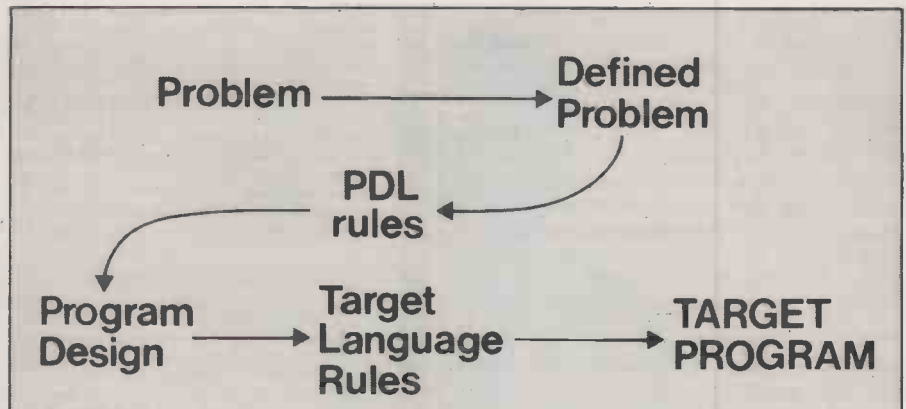 Problem
Defined
Problem
PDL
rules
Program
Design
Target
Language
Rules
TARGET
PROGRAM